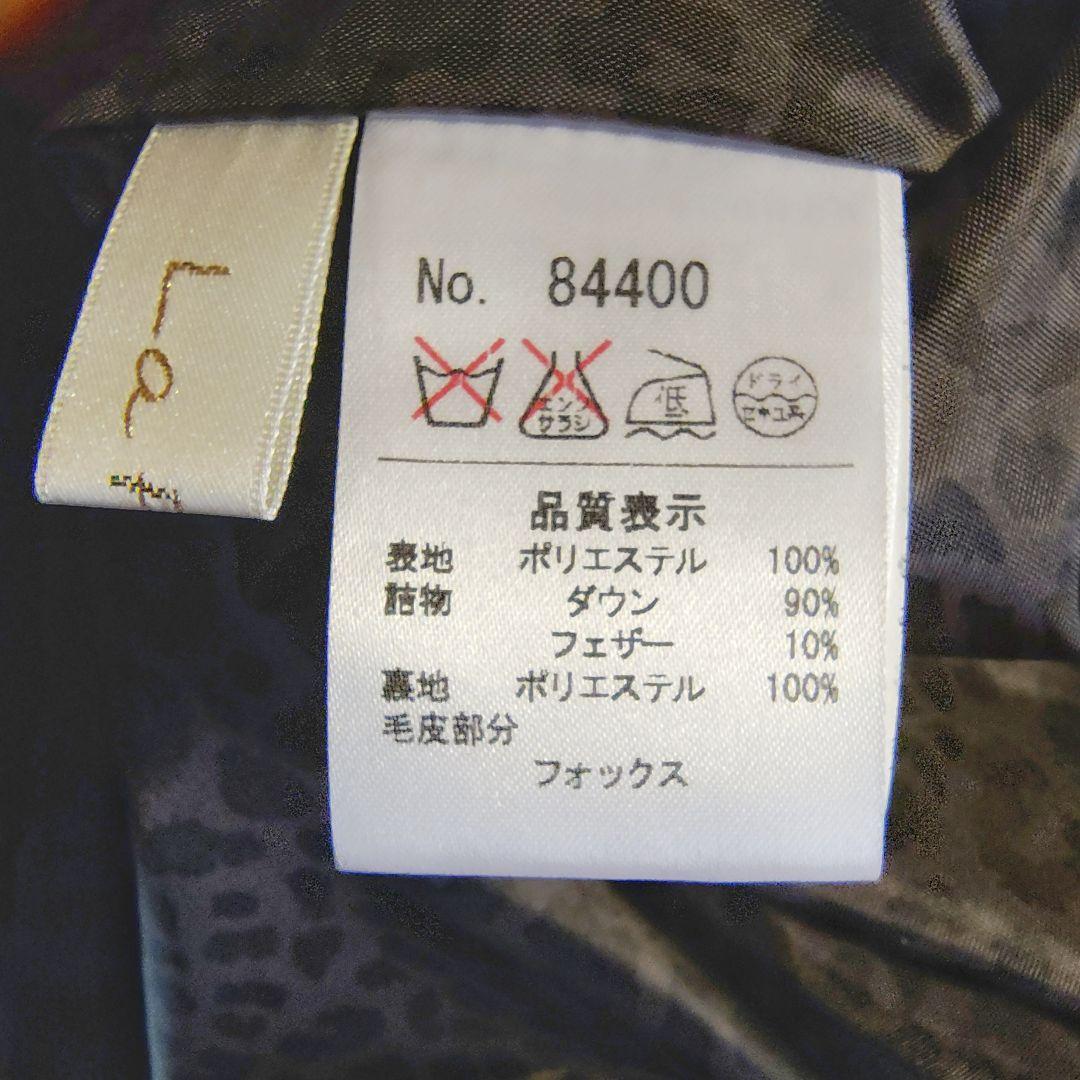 La
No. 84400
エンソ
サラシ
低
ドライ
セキユ系
品質表示
表地 ポリエステル 100%
詰物 ダウン 90%
フェザー 10%
裏地 ポリエステル 100%
毛皮部分
フォックス